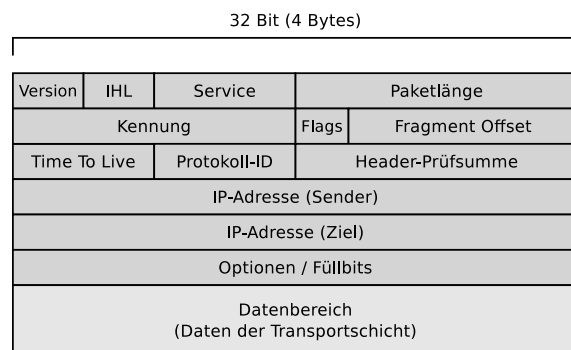 32 Bit (4 Bytes)
Version IHL Service Paketlänge
Kennung Flags Fragment Offset
Time To Live Protokoll-ID Header-Prüfsumme
IP-Adresse (Sender)
IP-Adresse (Ziel)
Optionen / Füllbits
Datenbereich
(Daten der Transportschicht)